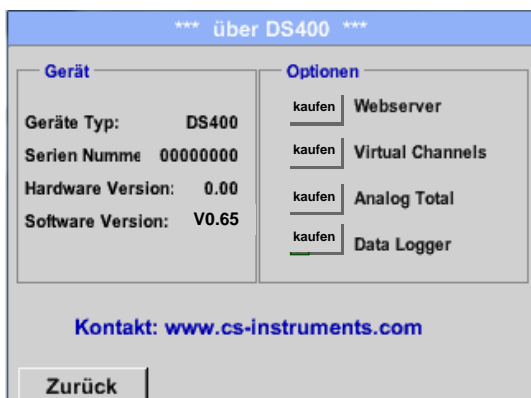 *** über DS400 ***
Gerät
Geräte Typ: DS400
Serien Numme 00000000
Hardware Version: 0.00
Software Version: V0.65
Optionen
kaufen Webserver
kaufen Virtual Channels
kaufen Analog Total
kaufen Data Logger
Kontakt: www.cs-instruments.com
Zurück